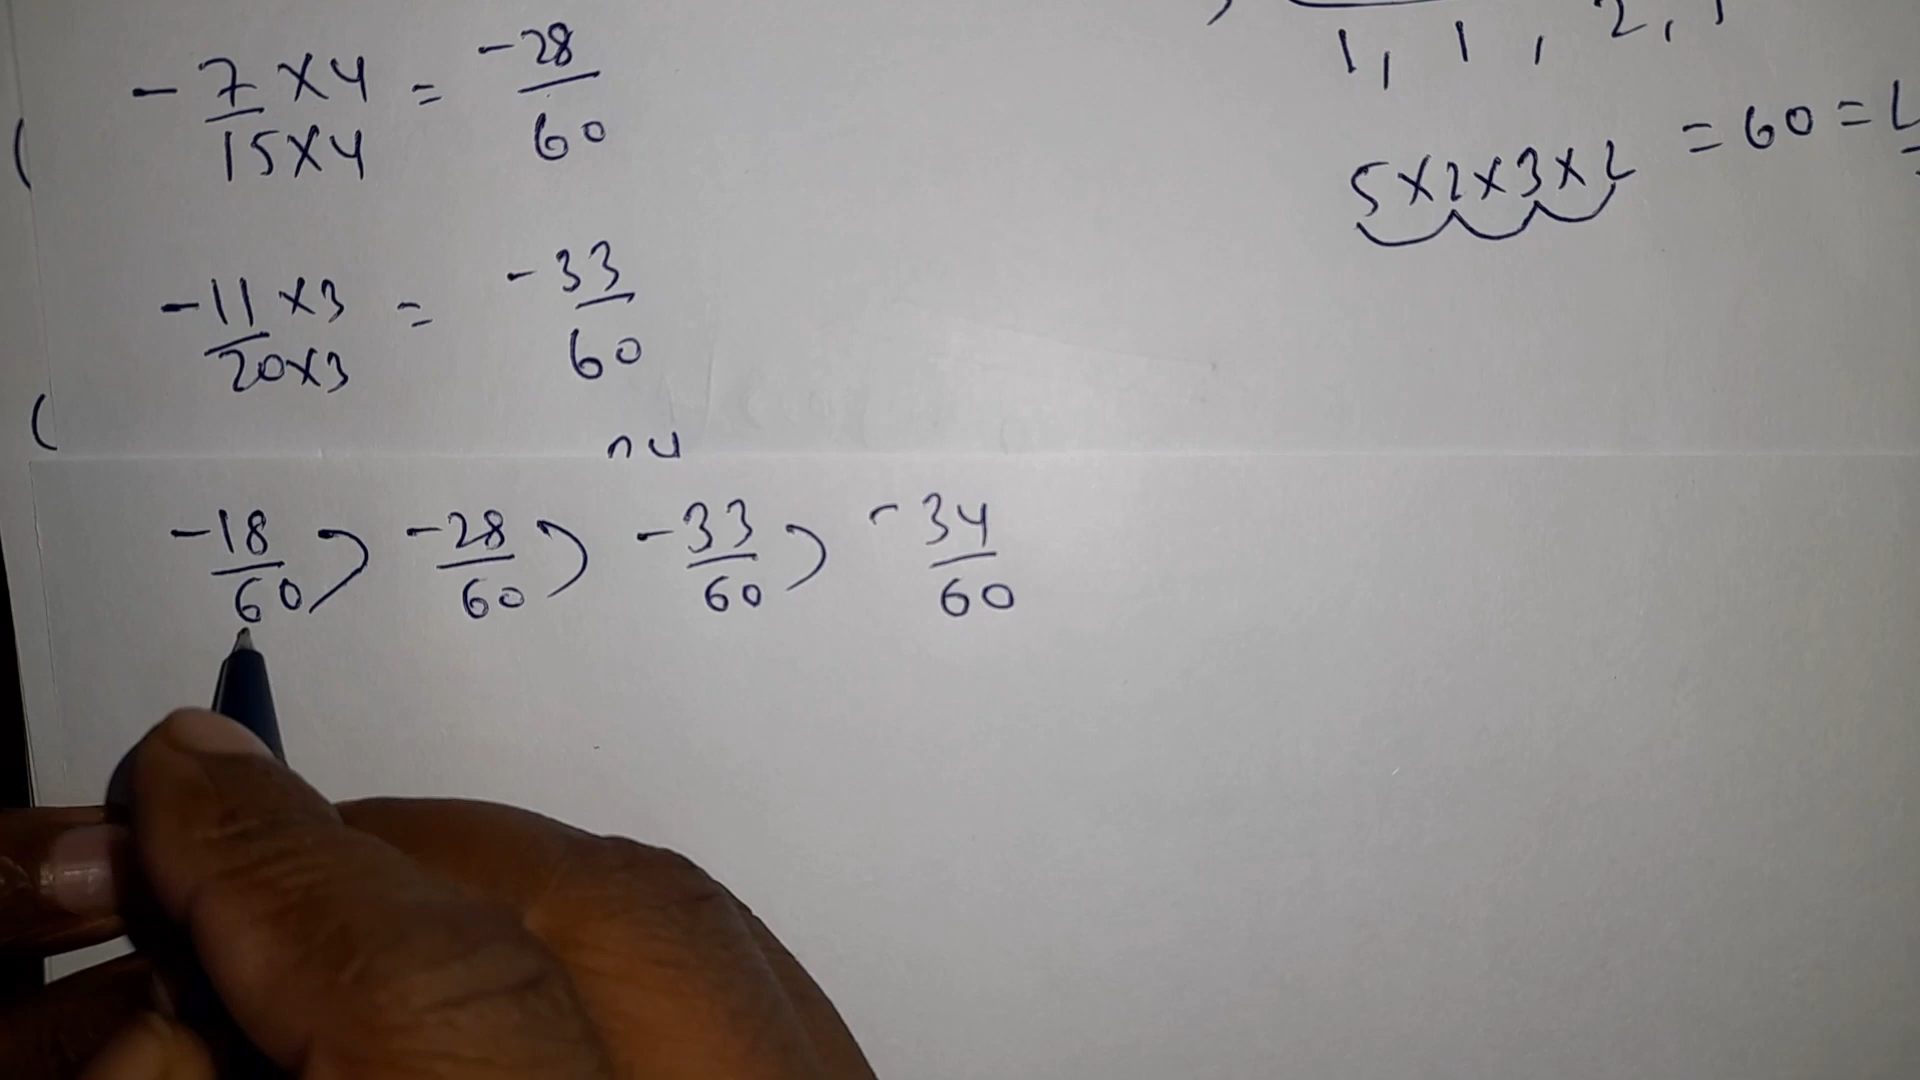 1, 1, 2, 1
-7×4/15×4 = -28/60
5×2×3×2 = 60 = L
-11×3/20×3 = -33/60
-18/60 > -28/60 > -33/60 > -34/60